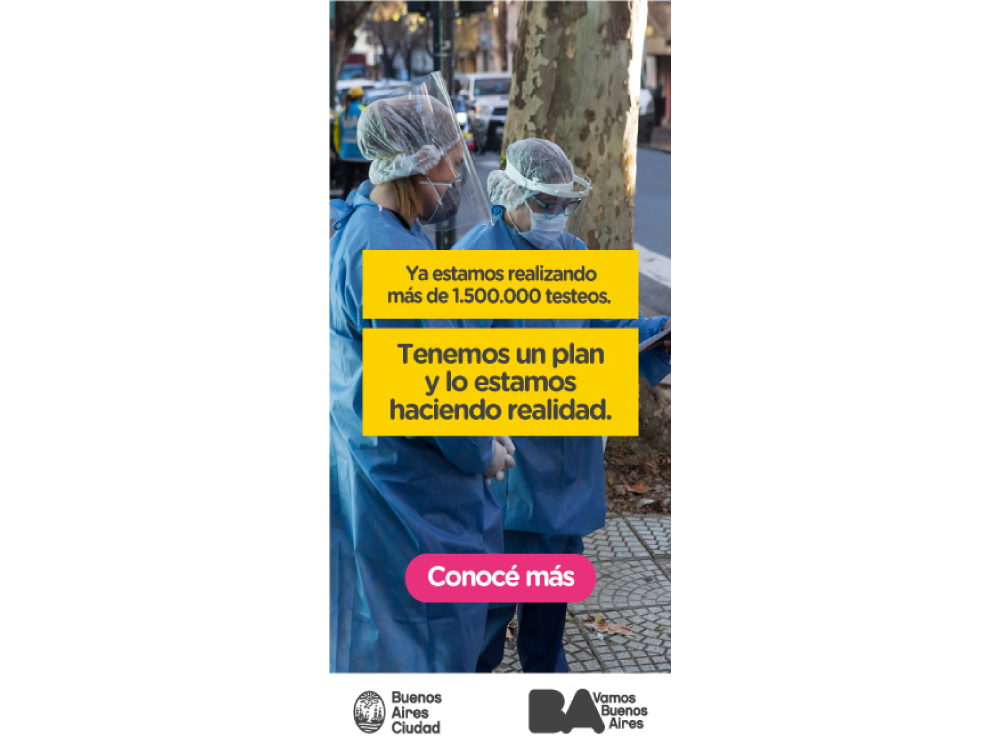 Ya estamos realizando
más de 1.500.000 testeos.
Tenemos un plan
y lo estamos
haciendo realidad.
Conocé más
Buenos
Aires
Ciudad
BA
Vamos
Buenos
Aires